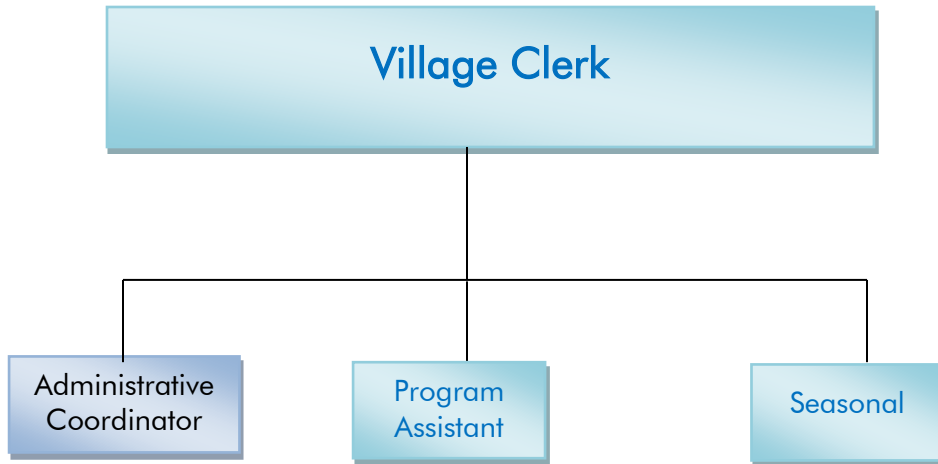 Village Clerk
Administrative
Coordinator
Program
Assistant
Seasonal